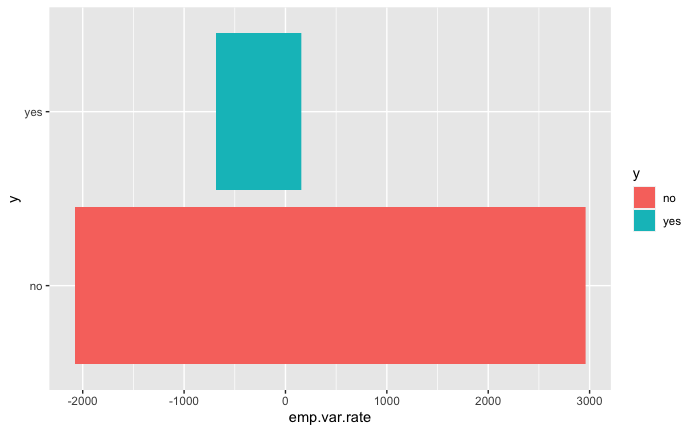 yes
no
y
-2000 -1000 0 1000 2000 3000
emp.var.rate
y
no
yes